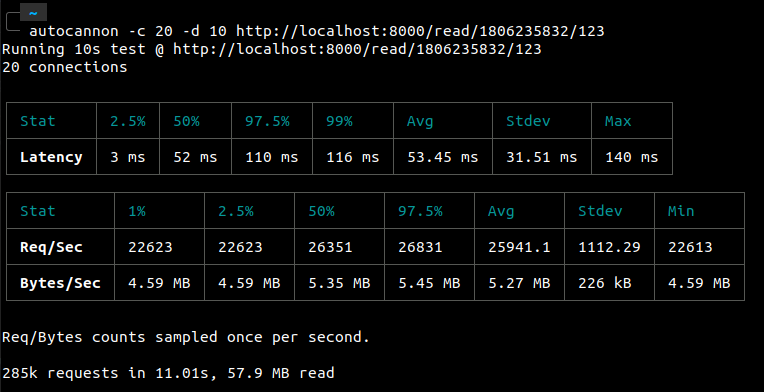 ~
autocannon -c 20 -d 10 http://localhost:8000/read/1806235832/123
Running 10s test @ http://localhost:8000/read/1806235832/123
20 connections
Stat 2.5% 50% 97.5% 99% Avg Stdev Max
Latency 3 ms 52 ms 110 ms 116 ms 53.45 ms 31.51 ms 140 ms
Stat 1% 2.5% 50% 97.5% Avg Stdev Min
Req/Sec 22623 22623 26351 26831 25941.1 1112.29 22613
Bytes/Sec 4.59 MB 4.59 MB 5.35 MB 5.45 MB 5.27 MB 226 kB 4.59 MB
Req/Bytes counts sampled once per second.
285k requests in 11.01s, 57.9 MB read